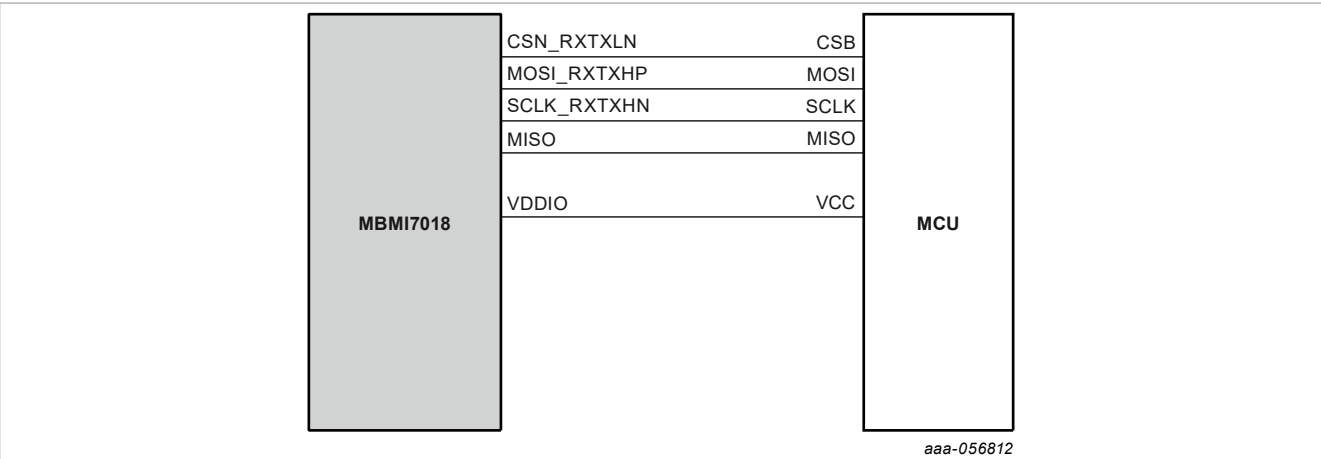 CSN_RXTXLN CSB
MOSI_RXTXHP MOSI
SCLK_RXTXHN SCLK
MISO MISO
VDDIO VCC
MBMI7018 MCU
aaa-056812